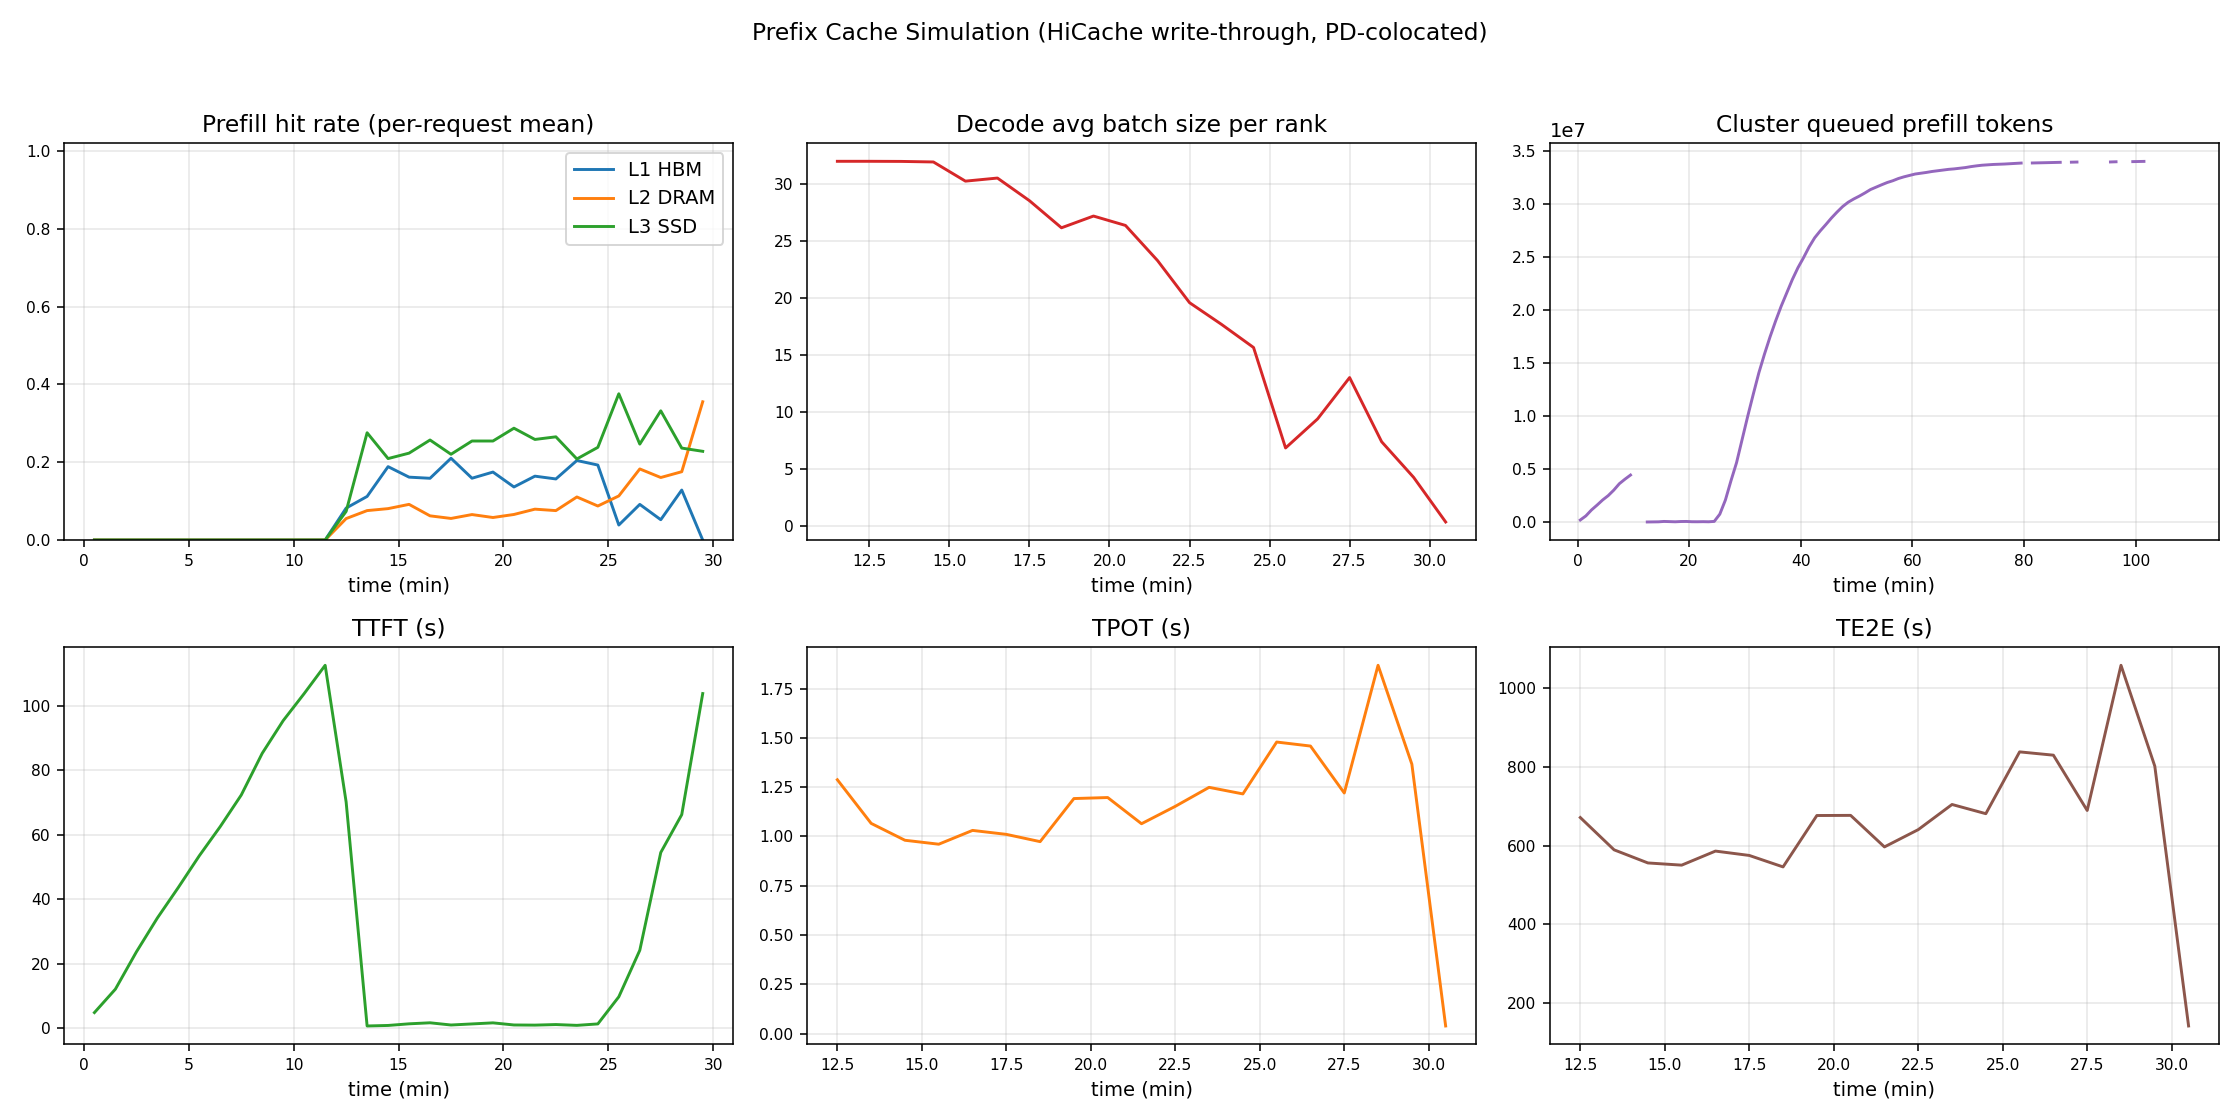 Prefix Cache Simulation (HiCache write-through, PD-colocated)
Prefill hit rate (per-request mean)
1.0
0.8
0.6
0.4
0.2
0.0
L1 HBM
L2 DRAM
L3 SSD
0 5 10 15 20 25 30
time (min)
Decode avg batch size per rank
30
25
20
15
10
5
0
12.5 15.0 17.5 20.0 22.5 25.0 27.5 30.0
time (min)
Cluster queued prefill tokens
1e7
3.5
3.0
2.5
2.0
1.5
1.0
0.5
0.0
0 20 40 60 80 100
time (min)
TTFT (s)
100
80
60
40
20
0
0 5 10 15 20 25 30
time (min)
TPOT (s)
1.75
1.50
1.25
1.00
0.75
0.50
0.25
0.00
12.5 15.0 17.5 20.0 22.5 25.0 27.5 30.0
time (min)
TE2E (s)
1000
800
600
400
200
12.5 15.0 17.5 20.0 22.5 25.0 27.5 30.0
time (min)